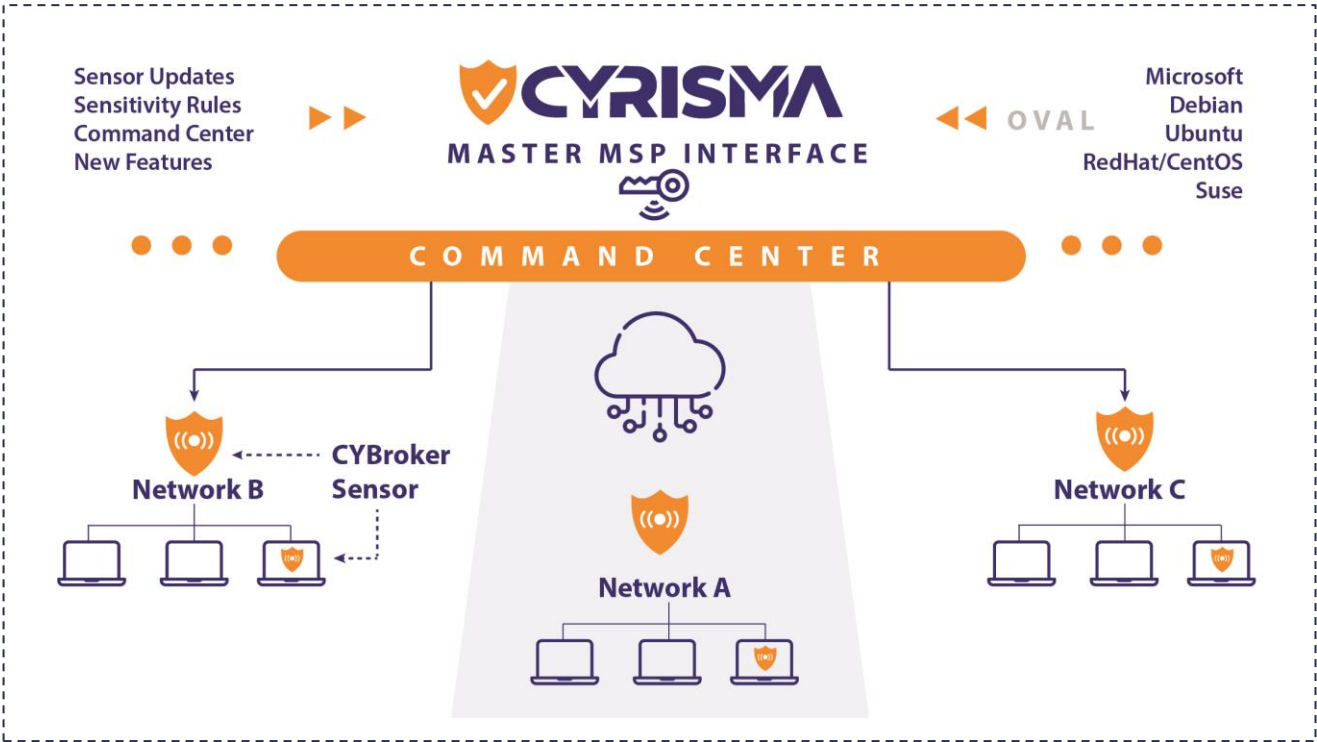 Sensor Updates
Sensitivity Rules
Command Center
New Features
CYRISMA
MASTER MSP INTERFACE
OVAL
Microsoft
Debian
Ubuntu
RedHat/CentOS
Suse
COMMAND CENTER
CYBroker
Sensor
Network B
Network A
Network C